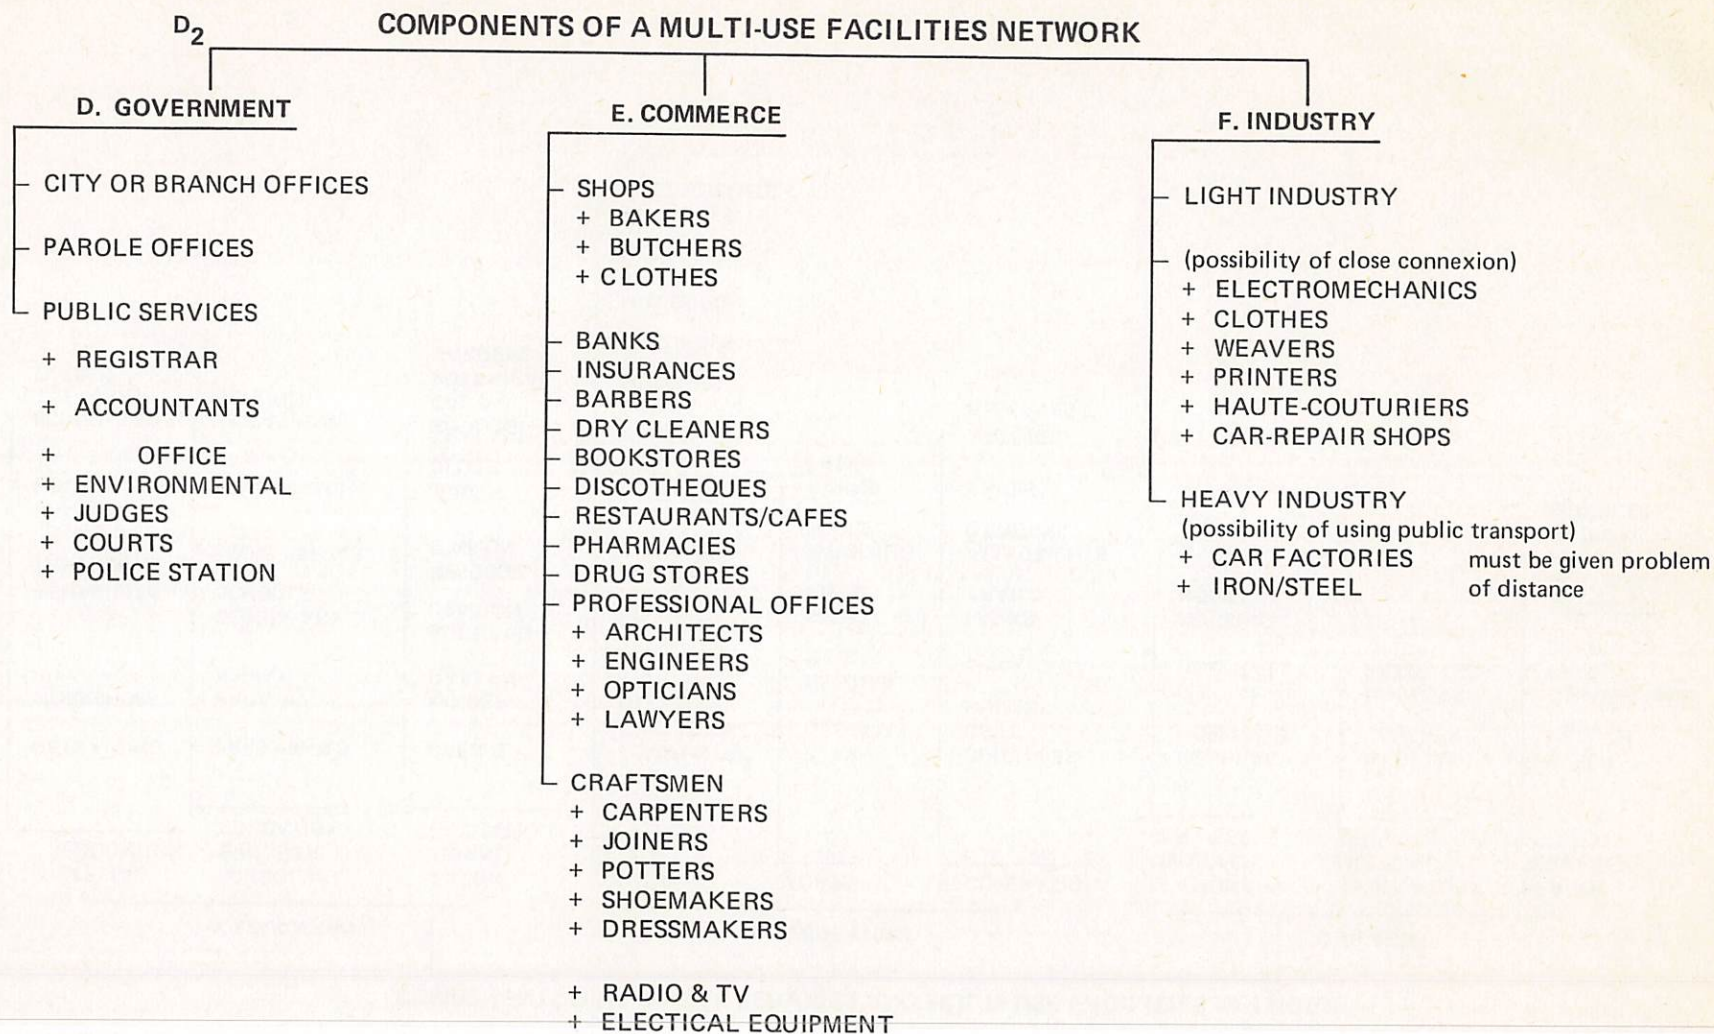 D2
COMPONENTS OF A MULTI-USE FACILITIES NETWORK
D. GOVERNMENT
CITY OR BRANCH OFFICES
PAROLE OFFICES
PUBLIC SERVICES
+ REGISTRAR
+ ACCOUNTANTS
+ OFFICE
+ ENVIRONMENTAL
+ JUDGES
+ COURTS
+ POLICE STATION
E. COMMERCE
SHOPS
+ BAKERS
+ BUTCHERS
+ CLOTHES
BANKS
INSURANCES
BARBERS
DRY CLEANERS
BOOKSTORES
DISCOTHEQUES
RESTAURANTS/CAFES
PHARMACIES
DRUG STORES
PROFESSIONAL OFFICES
+ ARCHITECTS
+ ENGINEERS
+ OPTICIANS
+ LAWYERS
CRAFTSMEN
+ CARPENTERS
+ JOINERS
+ POTTERS
+ SHOEMAKERS
+ DRESSMAKERS
+ RADIO & TV
+ ELECTICAL EQUIPMENT
F. INDUSTRY
LIGHT INDUSTRY
(possibility of close connexion)
+ ELECTROMECHANICS
+ CLOTHES
+ WEAVERS
+ PRINTERS
+ HAUTE-COUTURIERS
+ CAR-REPAIR SHOPS
HEAVY INDUSTRY
(possibility of using public transport)
+ CAR FACTORIES must be given problem
+ IRON/STEEL of distance